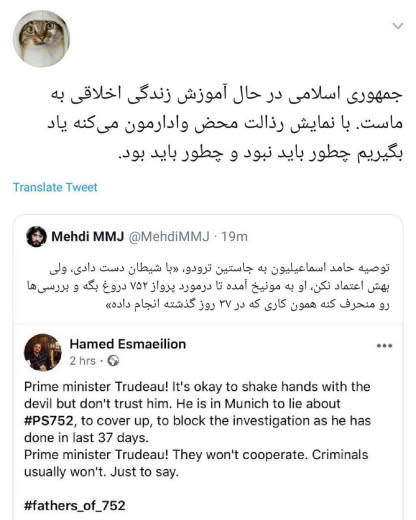 جمهوری اسلامی در حال آموزش زندگی اخلاقی به
ماست. با نمایش رذالت محض وادارمون می‌کنه یاد
بگیریم چطور باید نبود و چطور باید بود.
Translate Tweet
Mehdi MMJ @MehdiMMJ · 19m
توصیه حامد اسماعیلیون به جاستین ترودو، «با شیطان دست دادی، ولی
بهش اعتماد نکن، او به مونیخ آمده تا درمورد پرواز ۷۵۲ دروغ بگه و بررسی‌ها
رو منحرف کنه همون کاری که در ۳۷ روز گذشته انجام داده»
Hamed Esmaeilion
2 hrs ·
Prime minister Trudeau! It's okay to shake hands with the
devil but don't trust him. He is in Munich to lie about
#PS752, to cover up, to block the investigation as he has
done in last 37 days.
Prime minister Trudeau! They won't cooperate. Criminals
usually won't. Just to say.
#fathers_of_752